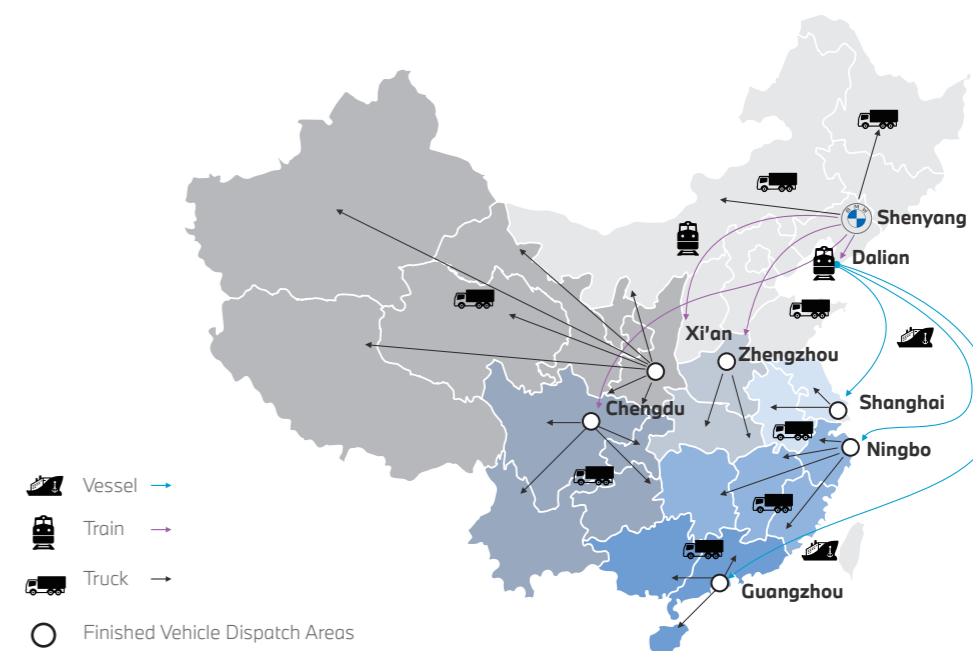 Shenyang
Dalian
Xi'an
Zhengzhou
Chengdu
Shanghai
Ningbo
Guangzhou
Vessel
Train
Truck
Finished Vehicle Dispatch Areas